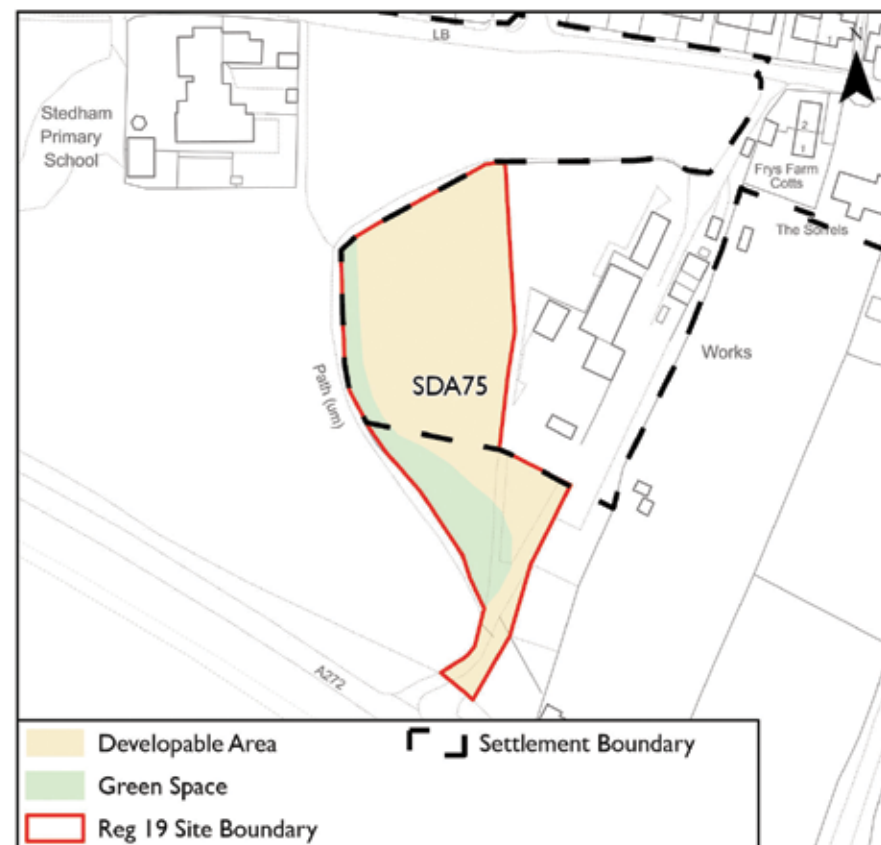 LB
N
1
Stedham
Primary
School
2
1
Frys Farm
Cotts
The Sorrels
Works
SDA75
Path (um)
A272
Developable Area
Settlement Boundary
Green Space
Reg 19 Site Boundary